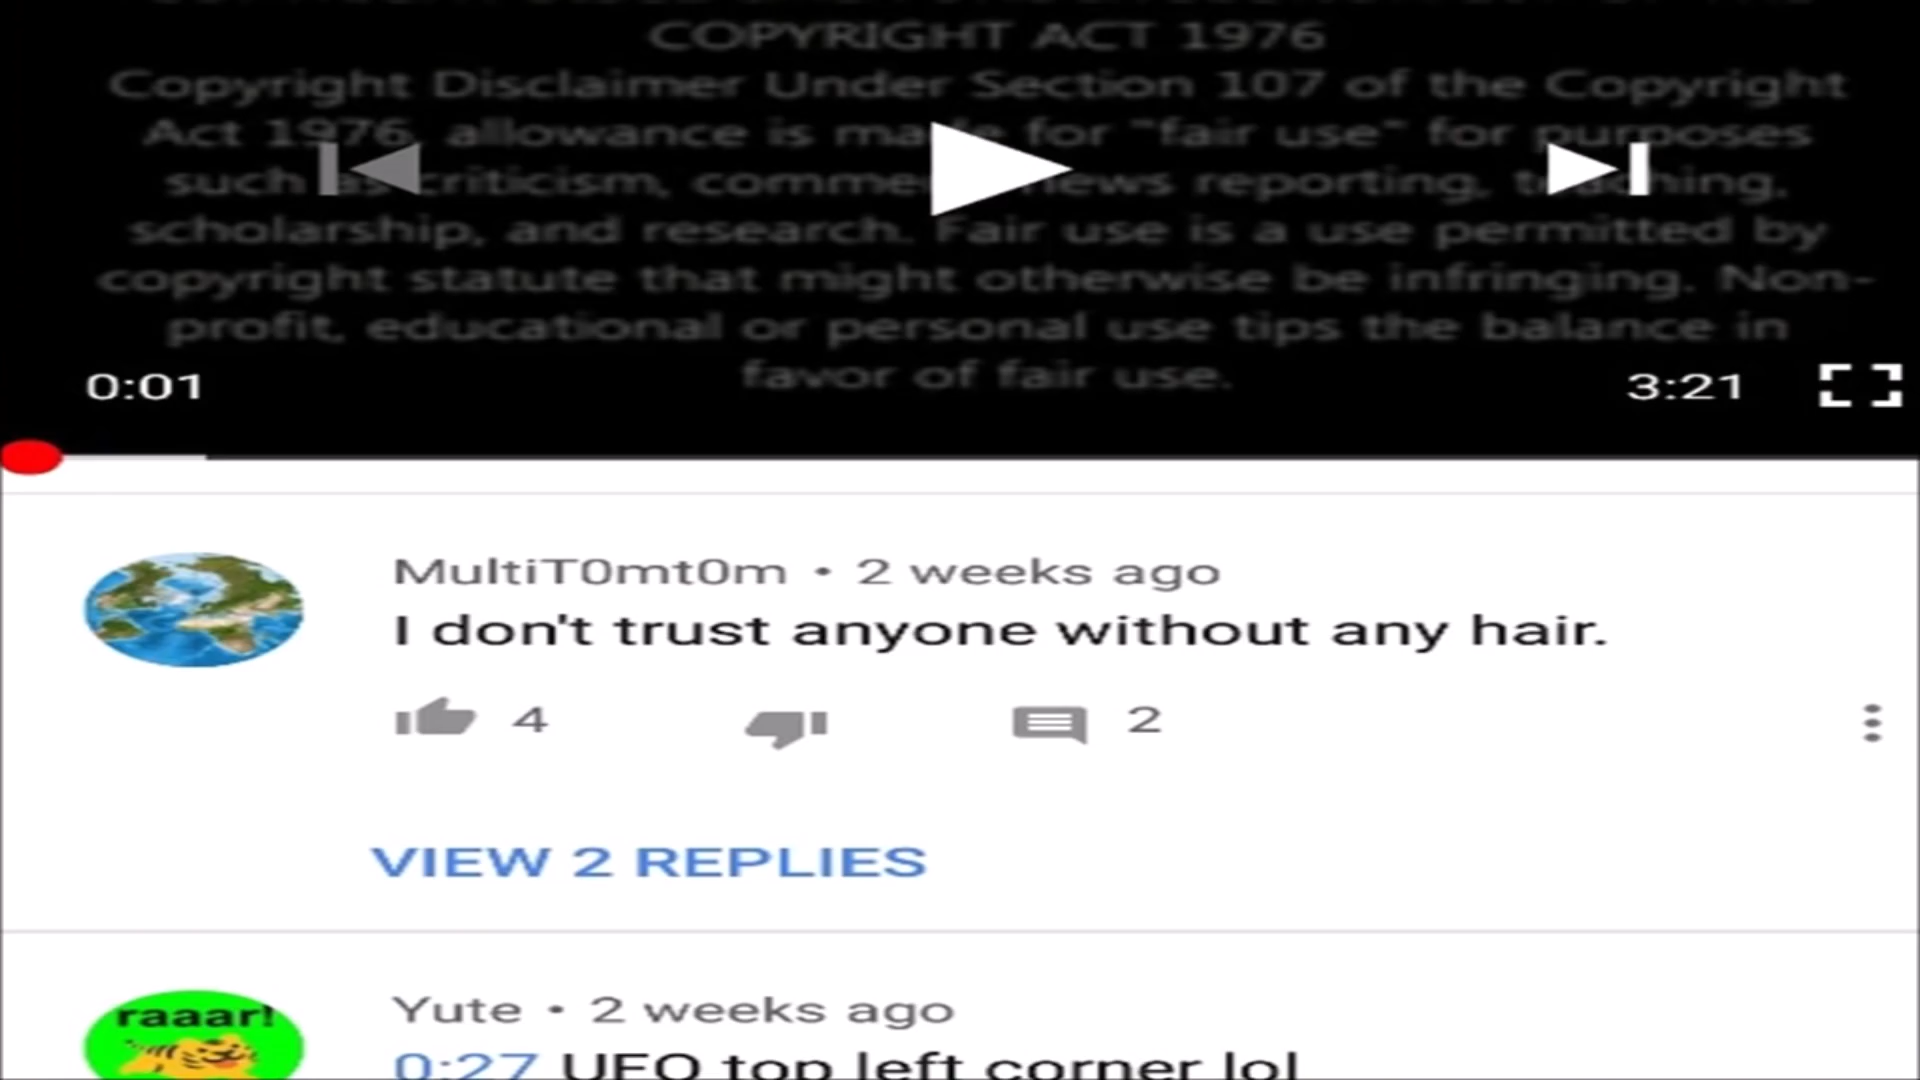 COPYRIGHT ACT 1976
Copyright Disclaimer Under Section 107 of the Copyright
Act 1976, allowance is made for "fair use" for purposes
such as criticism, comme news reporting, teaching,
scholarship, and research. Fair use is a use permitted by
copyright statute that might otherwise be infringing. Non-
profit, educational or personal use tips the balance in
favor of fair use.
0:01
3:21
MultiT0mt0m • 2 weeks ago
I don't trust anyone without any hair.
4
2
VIEW 2 REPLIES
raaar!
Yute • 2 weeks ago
0:27 UFO top left corner lol